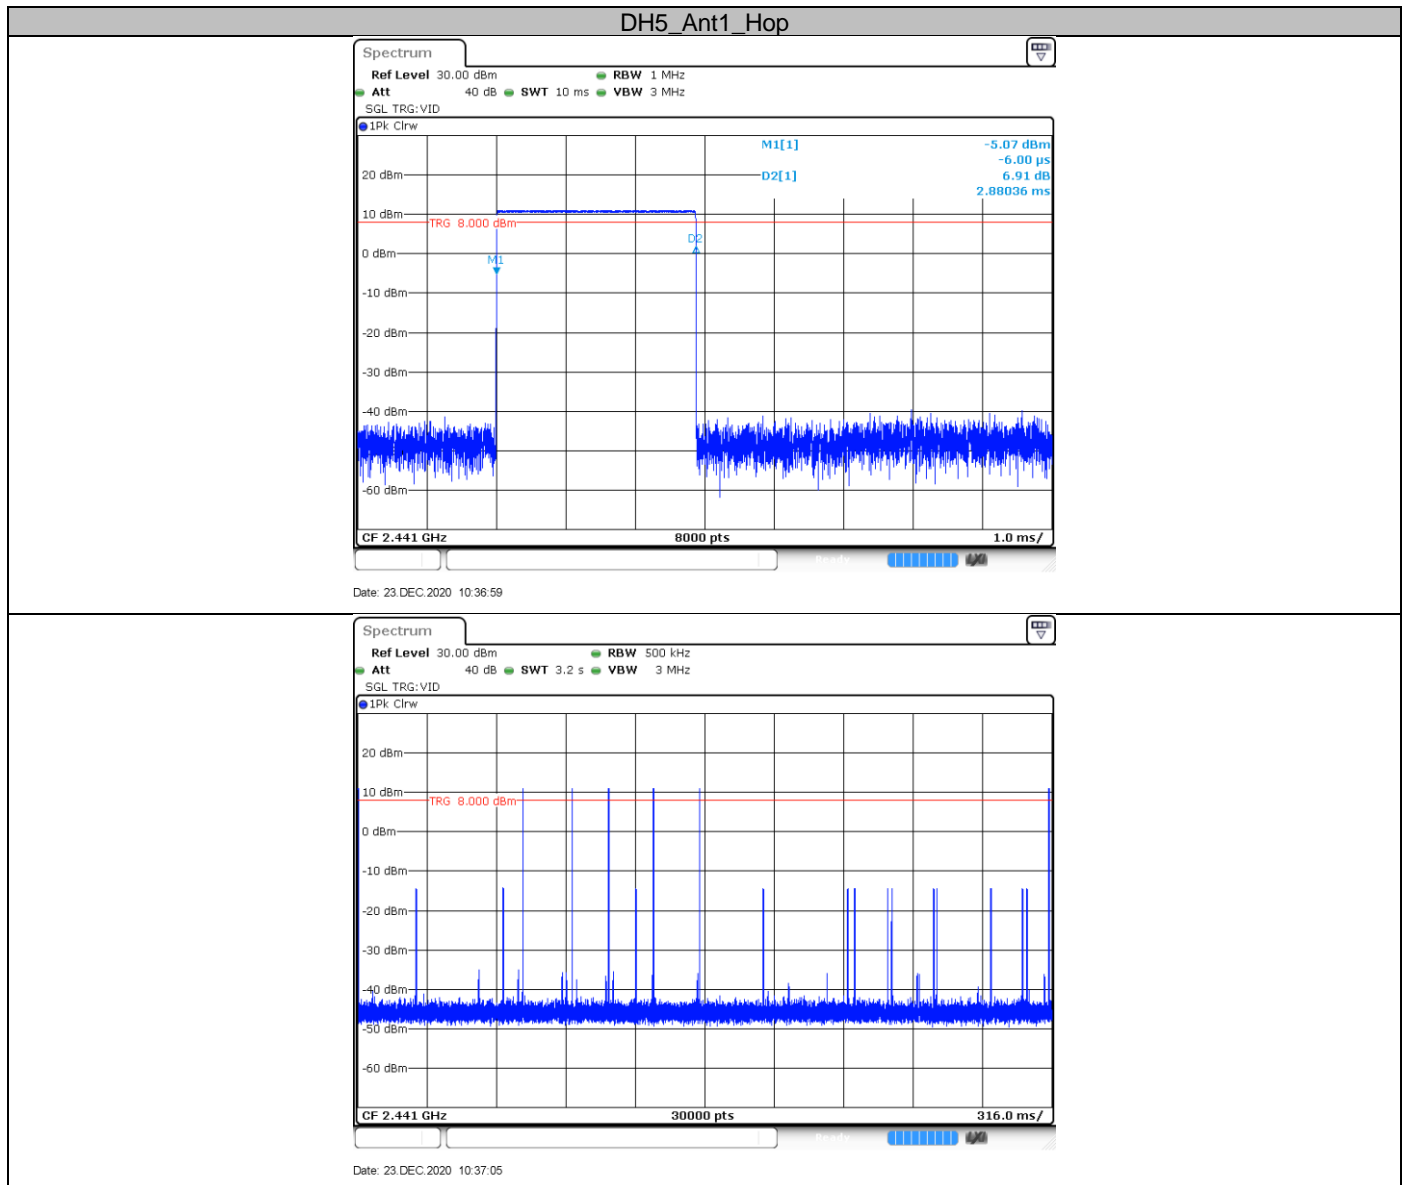 DH5_Ant1_Hop
Spectrum
Ref Level 30.00 dBm RBW 1 MHz
Att 40 dB SWT 10 ms VBW 3 MHz
SGL TRG:VID
1Pk Clrw
M1[1] -5.07 dBm
-6.00 µs
20 dBm D2[1] 6.91 dB
2.88036 ms
10 dBm
TRG 8.000 dBm
D2
0 dBm
M1
-10 dBm
-20 dBm
-30 dBm
-40 dBm
-60 dBm
CF 2.441 GHz 8000 pts 1.0 ms/
Ready
Date: 23.DEC.2020 10:36:59
Spectrum
Ref Level 30.00 dBm RBW 500 kHz
Att 40 dB SWT 3.2 s VBW 3 MHz
SGL TRG:VID
1Pk Clrw
20 dBm
10 dBm
TRG 8.000 dBm
0 dBm
-10 dBm
-20 dBm
-30 dBm
-40 dBm
-50 dBm
-60 dBm
CF 2.441 GHz 30000 pts 316.0 ms/
Ready
Date: 23.DEC.2020 10:37:05